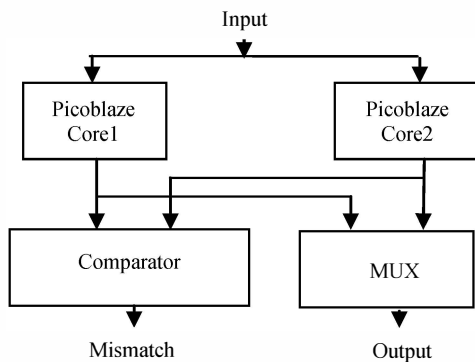 Input
Picoblaze
Core1
Picoblaze
Core2
Comparator
MUX
Mismatch
Output